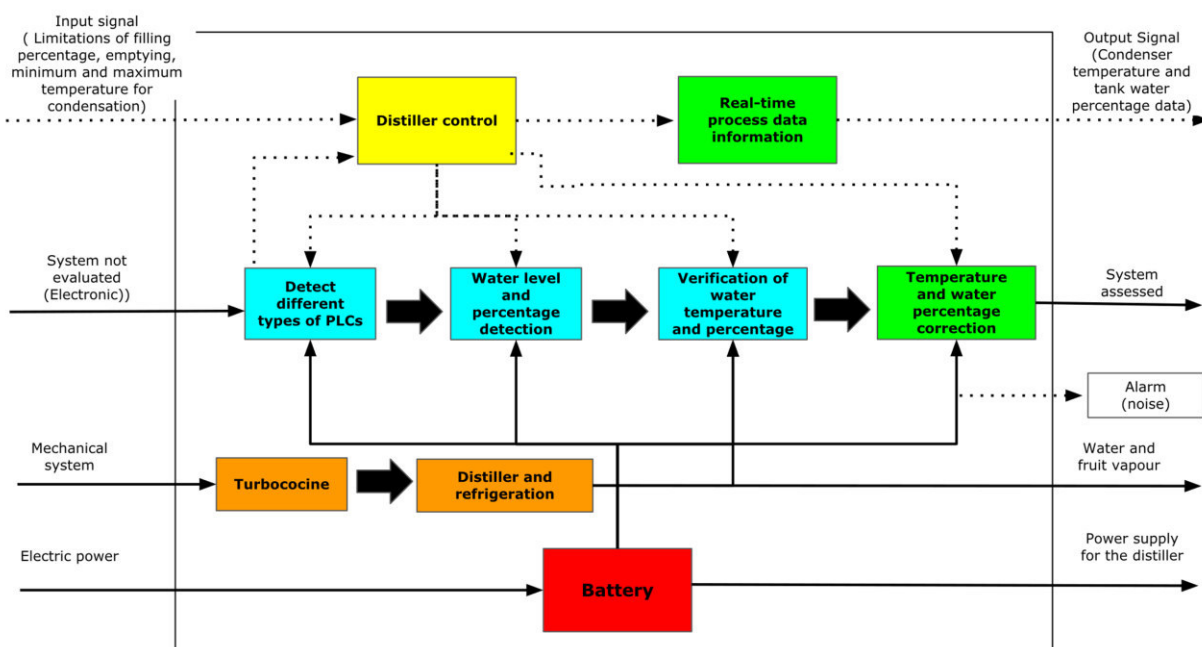 Input signal
( Limitations of filling
percentage, emptying,
minimum and maximum
temperature for
condensation)
Output Signal
(Condenser
temperature and
tank water
percentage data)
Distiller control
Real-time
process data
information
System not
evaluated
(Electronic))
Detect
different
types of PLCs
Water level
and
percentage
detection
Verification of
water
temperature
and percentage
Temperature
and water
percentage
correction
System
assessed
Alarm
(noise)
Mechanical
system
Turbococine
Distiller and
refrigeration
Water and
fruit vapour
Electric power
Battery
Power supply
for the distiller